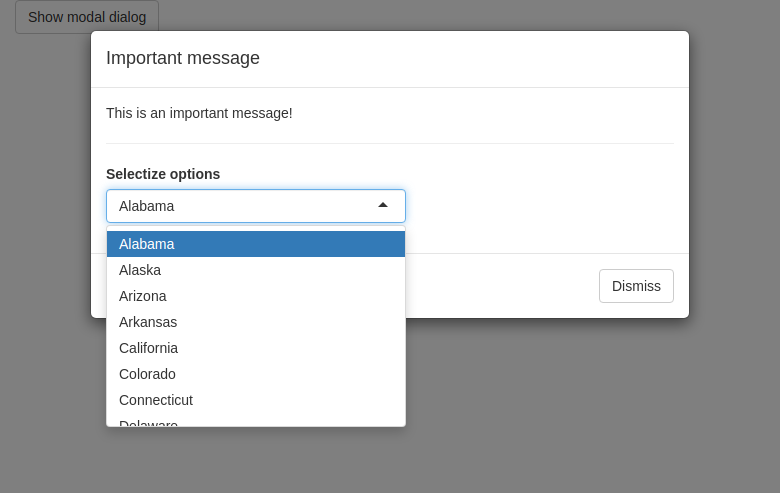 Show modal dialog
Important message
This is an important message!
Selectize options
Alabama
Alabama
Alaska
Arizona
Arkansas
California
Colorado
Connecticut
Delaware
Dismiss